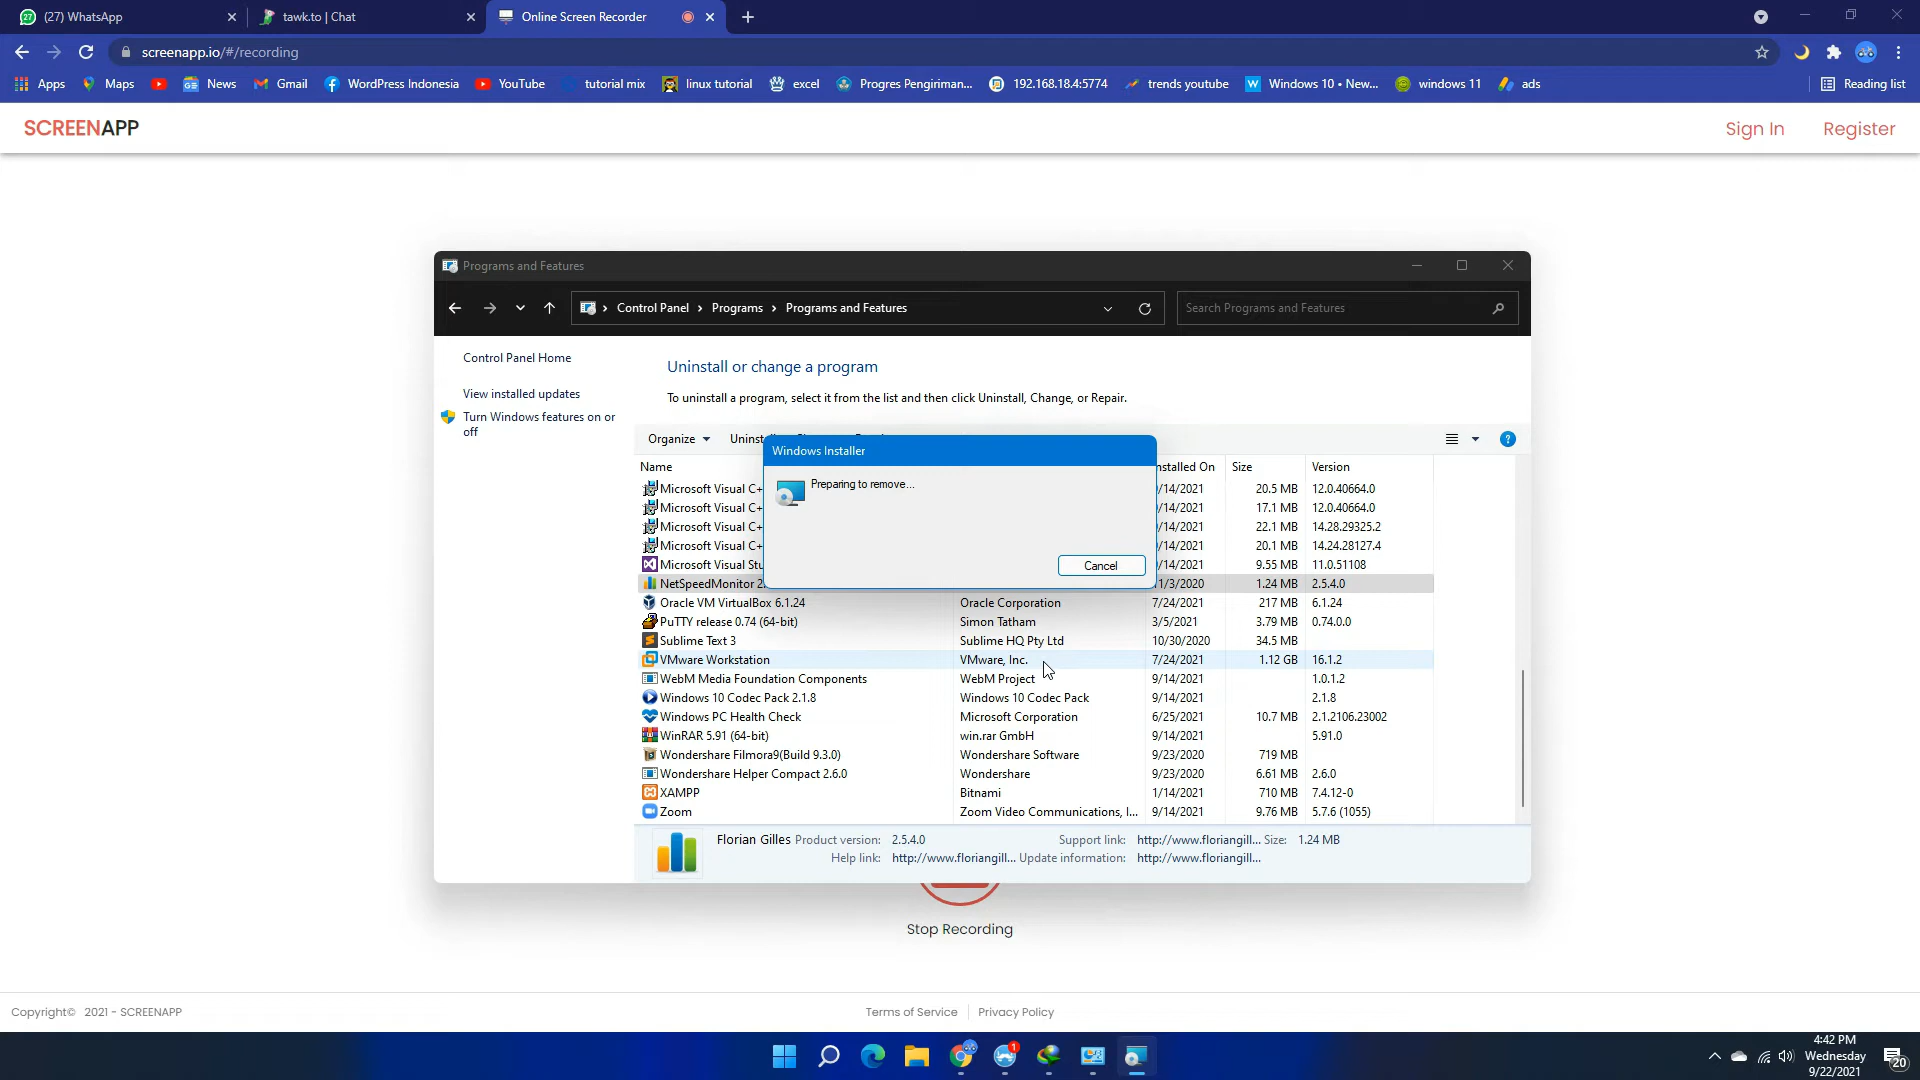 (27) WhatsApp
tawk.to | Chat
Online Screen Recorder
screenapp.io/#/recording
Apps
Maps
News
Gmail
WordPress Indonesia
YouTube
tutorial mix
linux tutorial
excel
Progres Pengiriman...
192.168.18.4:5774
trends youtube
Windows 10 • New...
windows 11
ads
Reading list
SCREENAPP
Sign In
Register
Programs and Features
Control Panel > Programs > Programs and Features
Search Programs and Features
Control Panel Home
View installed updates
Turn Windows features on or
off
Uninstall or change a program
To uninstall a program, select it from the list and then click Uninstall, Change, or Repair.
Organize
Windows Installer
Preparing to remove...
Cancel
Name
Size
Version
Microsoft Visual C+ /14/2021 20.5 MB 12.0.40664.0
Microsoft Visual C+ /14/2021 17.1 MB 12.0.40664.0
Microsoft Visual C+ /14/2021 22.1 MB 14.28.29325.2
Microsoft Visual C+ /14/2021 20.1 MB 14.24.28127.4
Microsoft Visual Stu /14/2021 9.55 MB 11.0.51108
NetSpeedMonitor 2. 1/3/2020 1.24 MB 2.5.4.0
Oracle VM VirtualBox 6.1.24 Oracle Corporation 7/24/2021 217 MB 6.1.24
PuTTY release 0.74 (64-bit) Simon Tatham 3/5/2021 3.79 MB 0.74.0.0
Sublime Text 3 Sublime HQ Pty Ltd 10/30/2020 34.5 MB
VMware Workstation VMware, Inc. 7/24/2021 1.12 GB 16.1.2
WebM Media Foundation Components WebM Project 9/14/2021 1.0.1.2
Windows 10 Codec Pack 2.1.8 Windows 10 Codec Pack 9/14/2021 2.1.8
Windows PC Health Check Microsoft Corporation 6/25/2021 10.7 MB 2.1.2106.23002
WinRAR 5.91 (64-bit) win.rar GmbH 9/14/2021 5.91.0
Wondershare Filmora9(Build 9.3.0) Wondershare Software 9/23/2020 719 MB
Wondershare Helper Compact 2.6.0 Wondershare 9/23/2020 6.61 MB 2.6.0
XAMPP Bitnami 1/14/2021 710 MB 7.4.12-0
Zoom Zoom Video Communications, I... 9/14/2021 9.76 MB 5.7.6 (1055)
Florian Gilles Product version: 2.5.4.0 Support link: http://www.floriangill... Size: 1.24 MB
Help link: http://www.floriangill... Update information: http://www.floriangill...
Stop Recording
Copyright© 2021 - SCREENAPP
Terms of Service
Privacy Policy
1
4:42 PM
Wednesday
9/22/2021
20